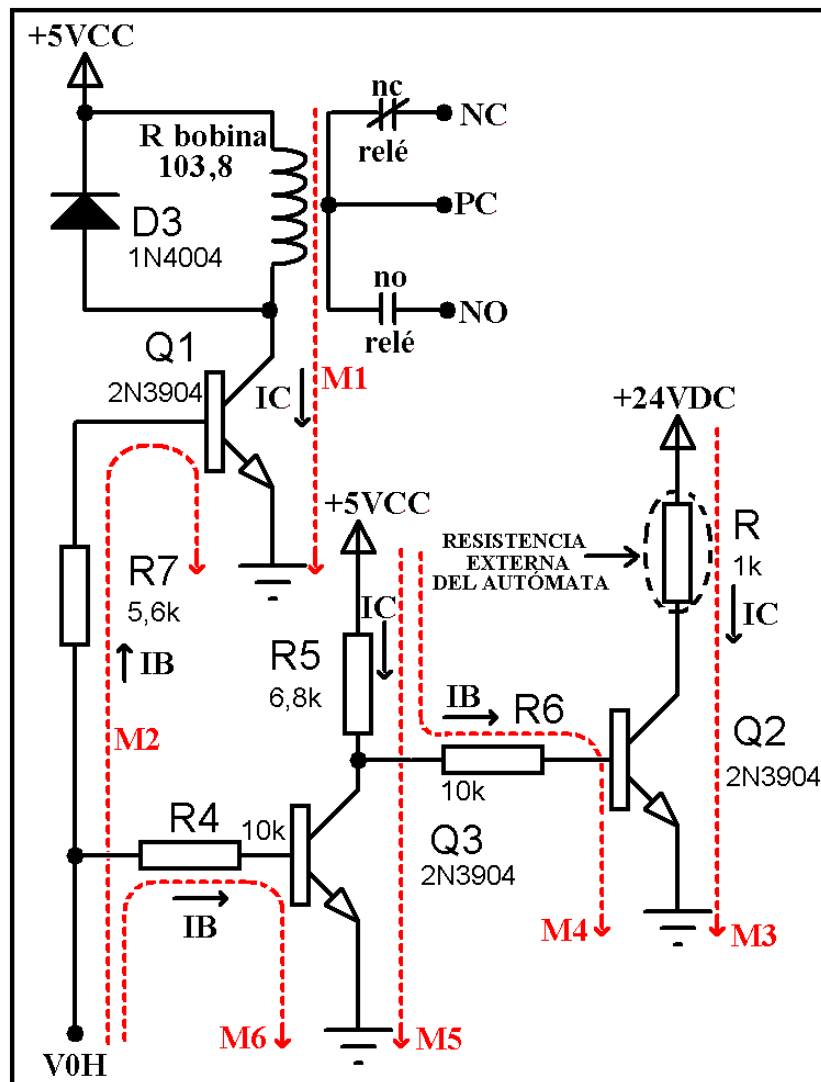 +5VCC
R bobina
103,8
nc
NC
relé
PC
D3
1N4004
no
NO
relé
Q1
2N3904
IC
M1
+24VDC
+5VCC
RESISTENCIA
EXTERNA
DEL AUTÓMATA
R
1k
R7
5,6k
IC
IC
IB
R5
6,8k
IB
R6
M2
Q2
10k
2N3904
R4
10k
Q3
2N3904
IB
M4
M3
M6
M5
V0H